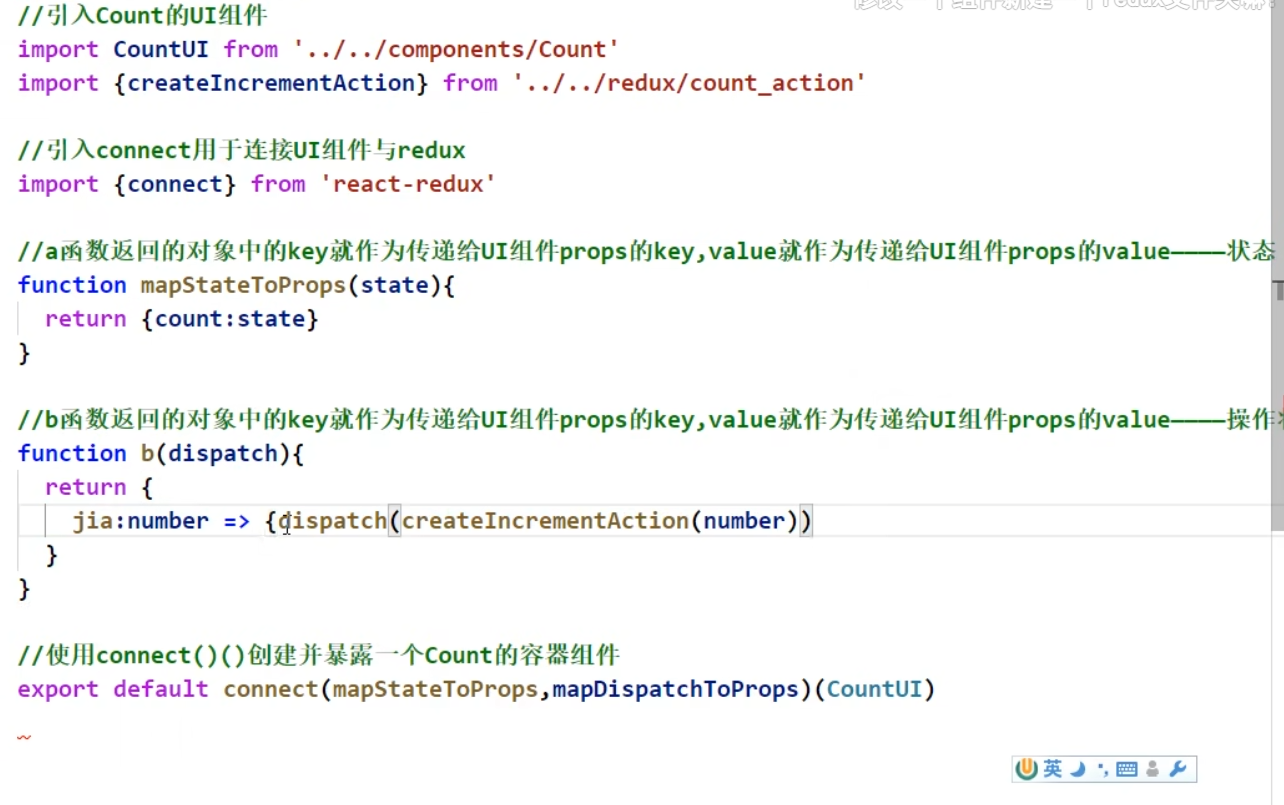 //引入Count的UI组件
import CountUI from '../../components/Count'
import {createIncrementAction} from '../../redux/count_action'
//引入connect用于连接UI组件与redux
import {connect} from 'react-redux'
//a函数返回的对象中的key就作为传递给UI组件props的key,value就作为传递给UI组件props的value————状态
function mapStateToProps(state){
return {count:state}
}
//b函数返回的对象中的key就作为传递给UI组件props的key,value就作为传递给UI组件props的value————操作
function b(dispatch){
return {
jia:number => {dispatch(createIncrementAction(number))
}
}
//使用connect()()创建并暴露一个Count的容器组件
export default connect(mapStateToProps,mapDispatchToProps)(CountUI)
英